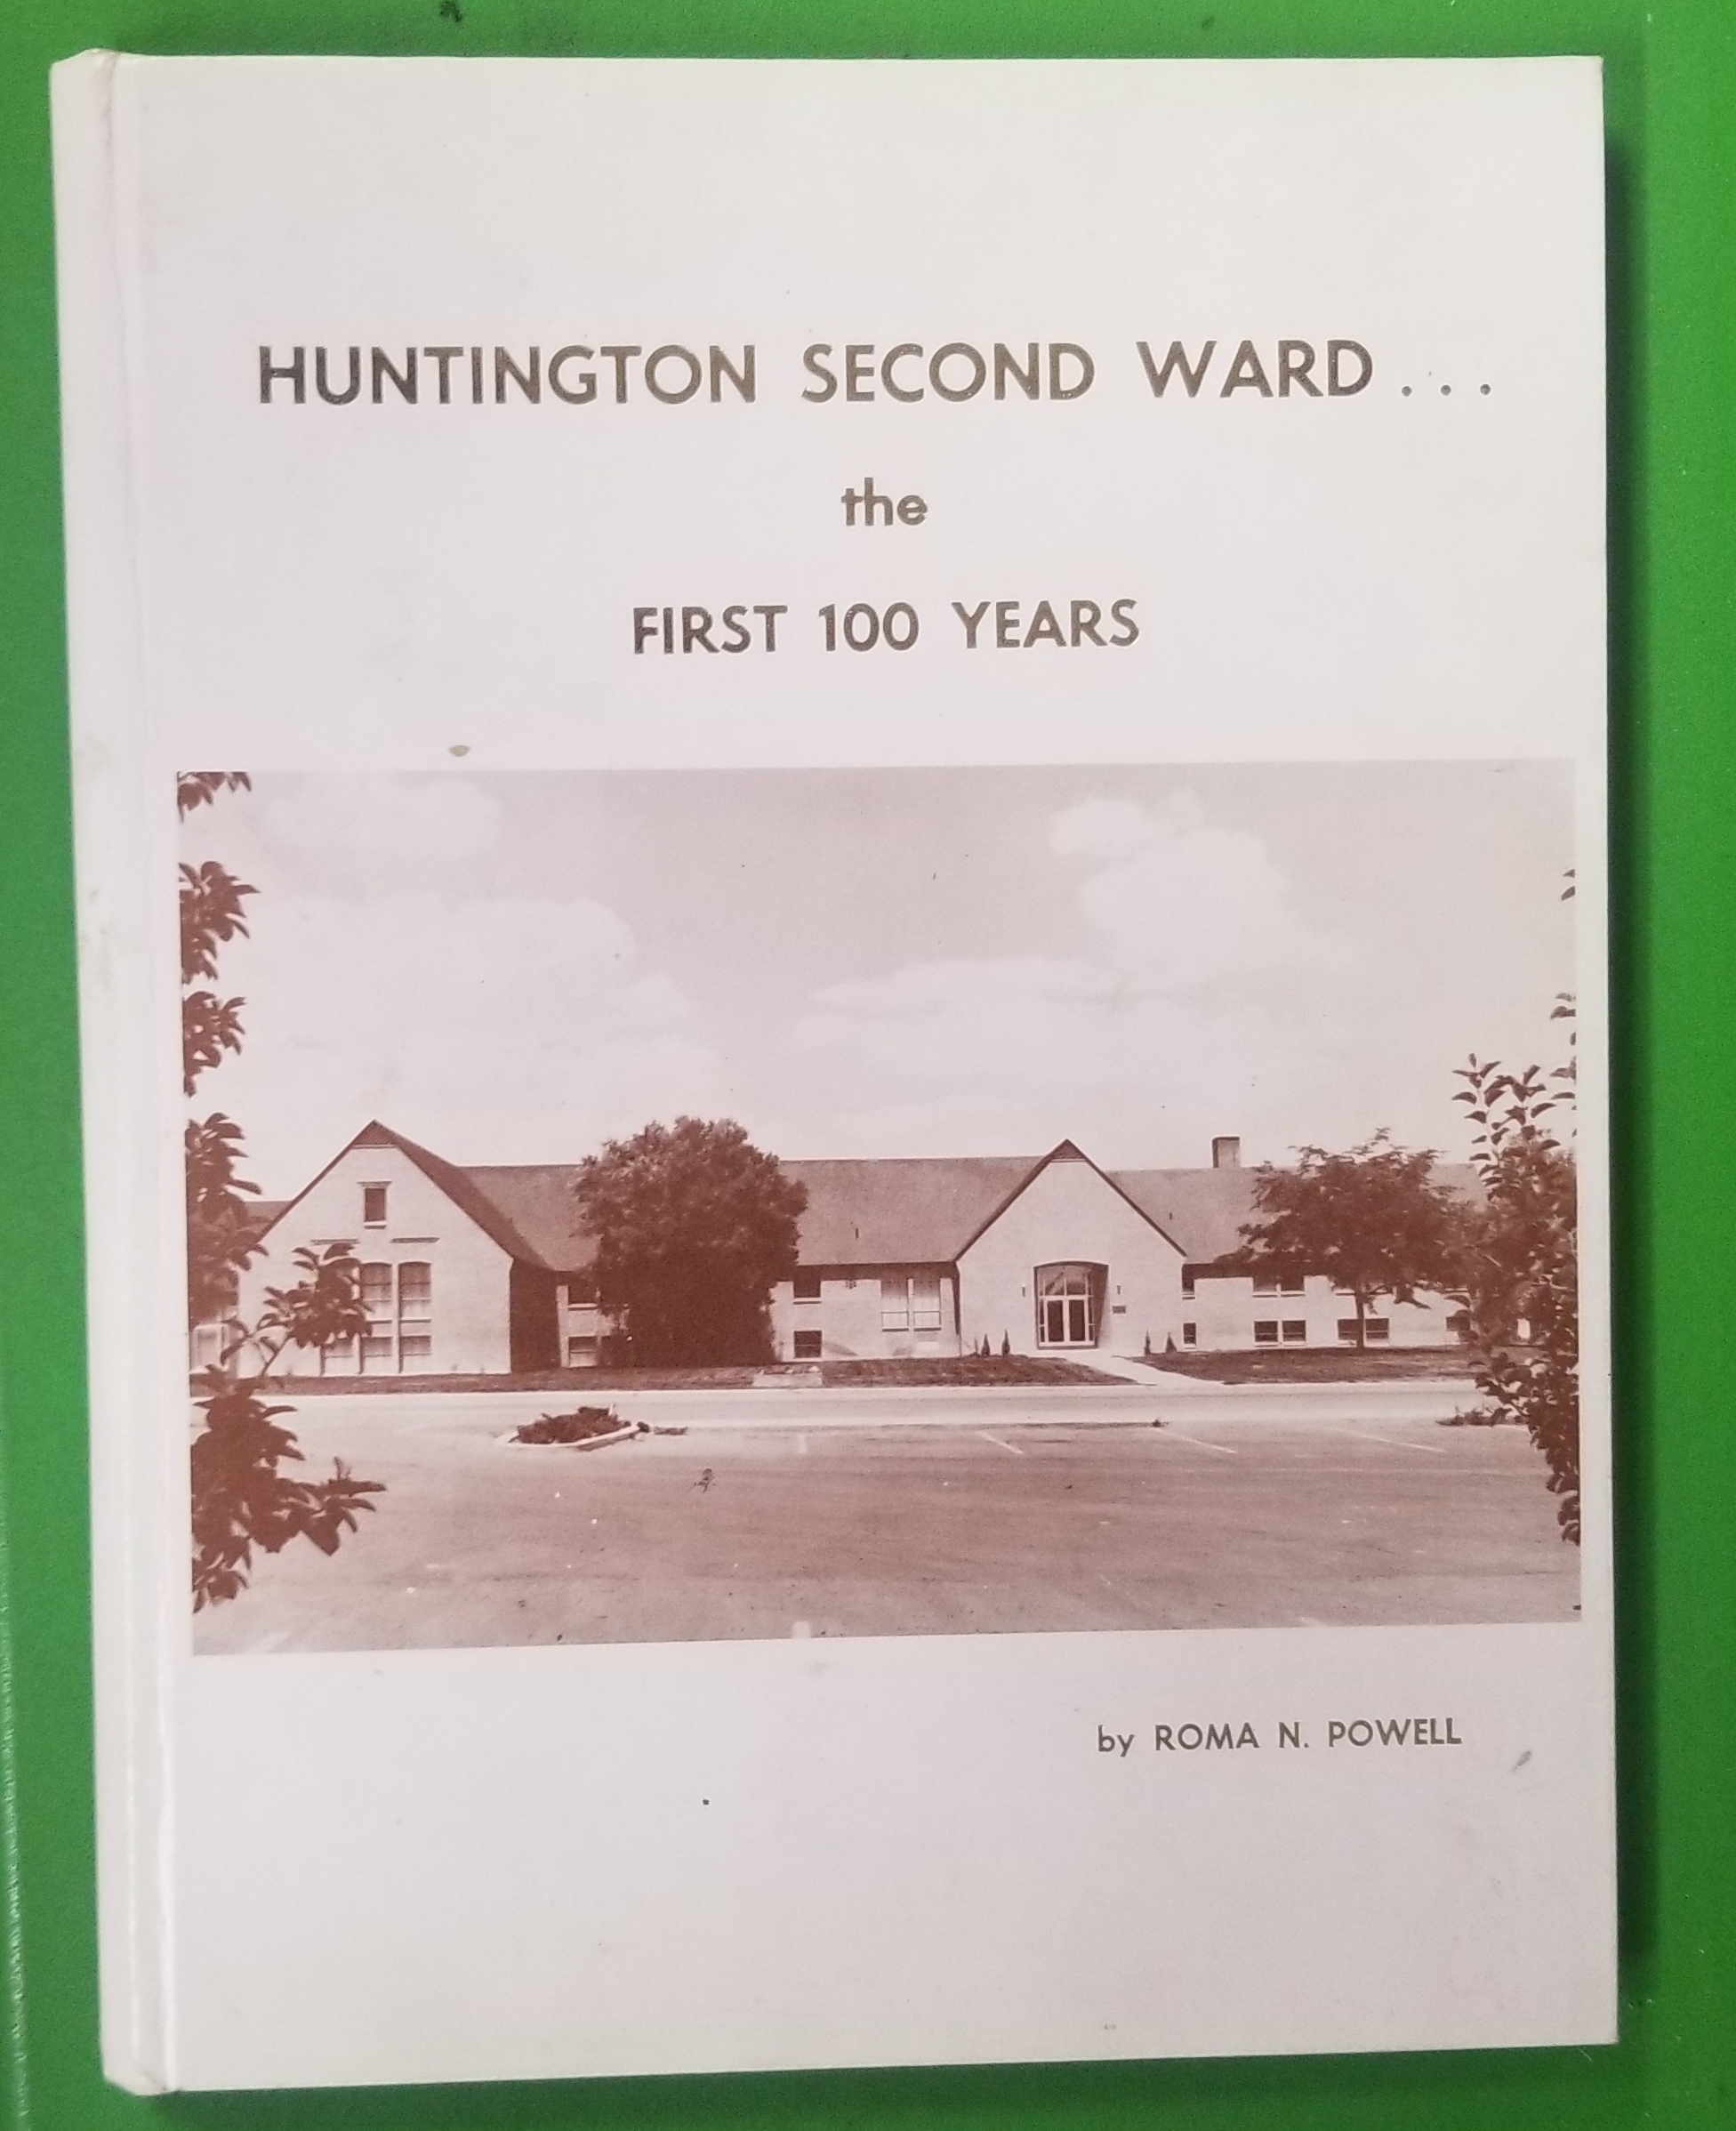 HUNTINGTON SECOND WARD...
the
FIRST 100 YEARS
by ROMA N. POWELL